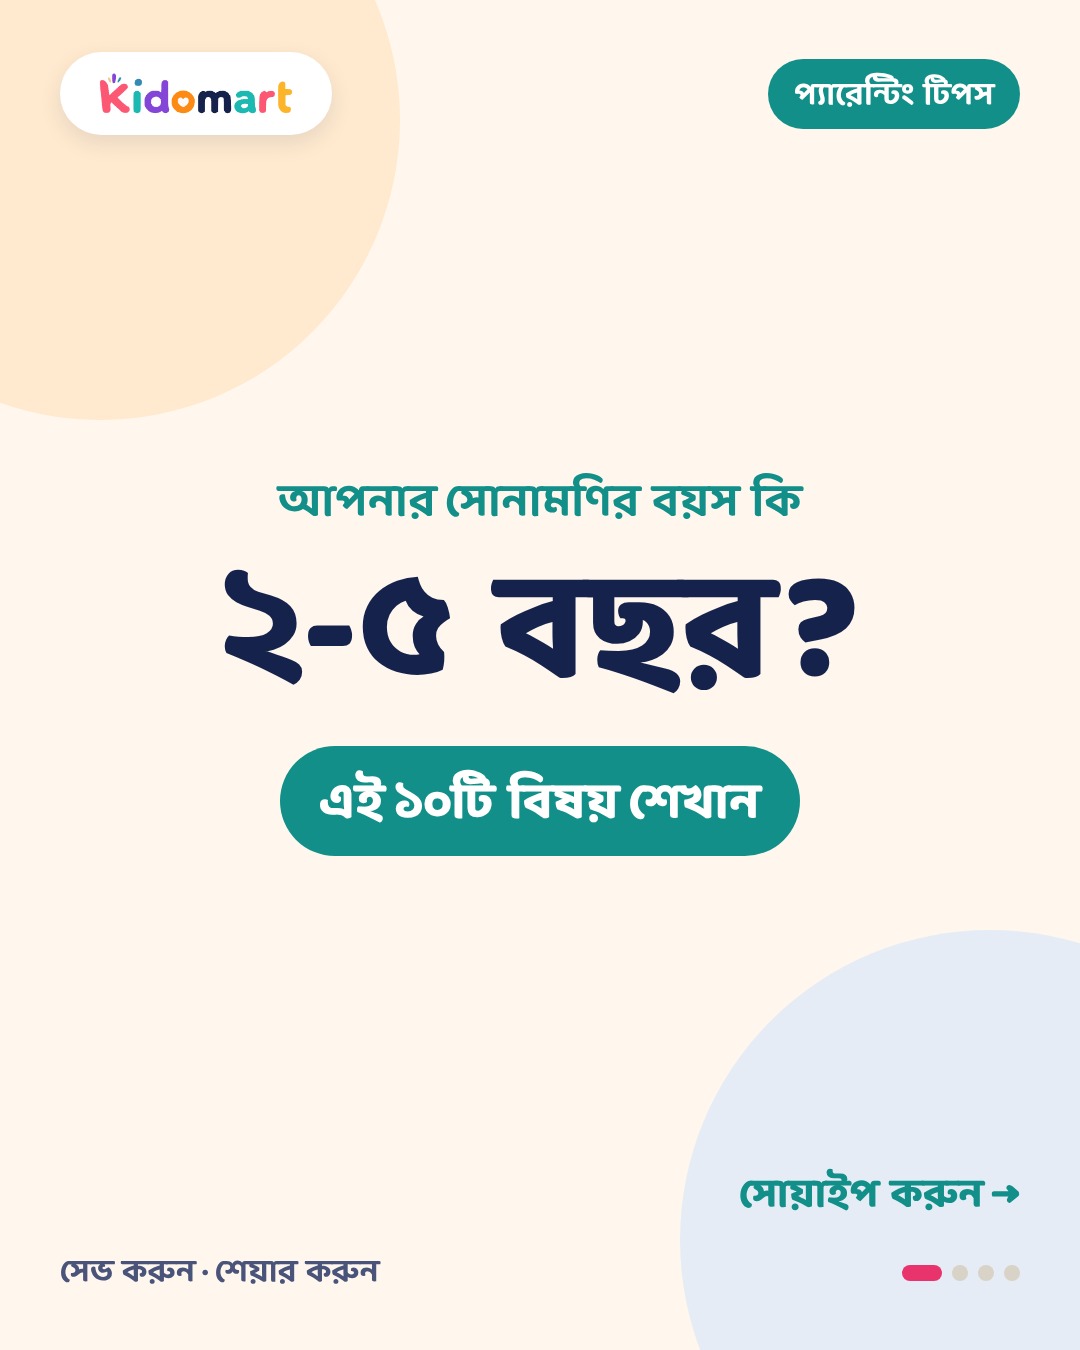 Kidomart
প্যারেন্টিং টিপস
আপনার সোনামণির বয়স কি
২-৫ বছর?
এই ১০টি বিষয় শেখান
সোয়াইপ করুন →
সেভ করুন · শেয়ার করুন